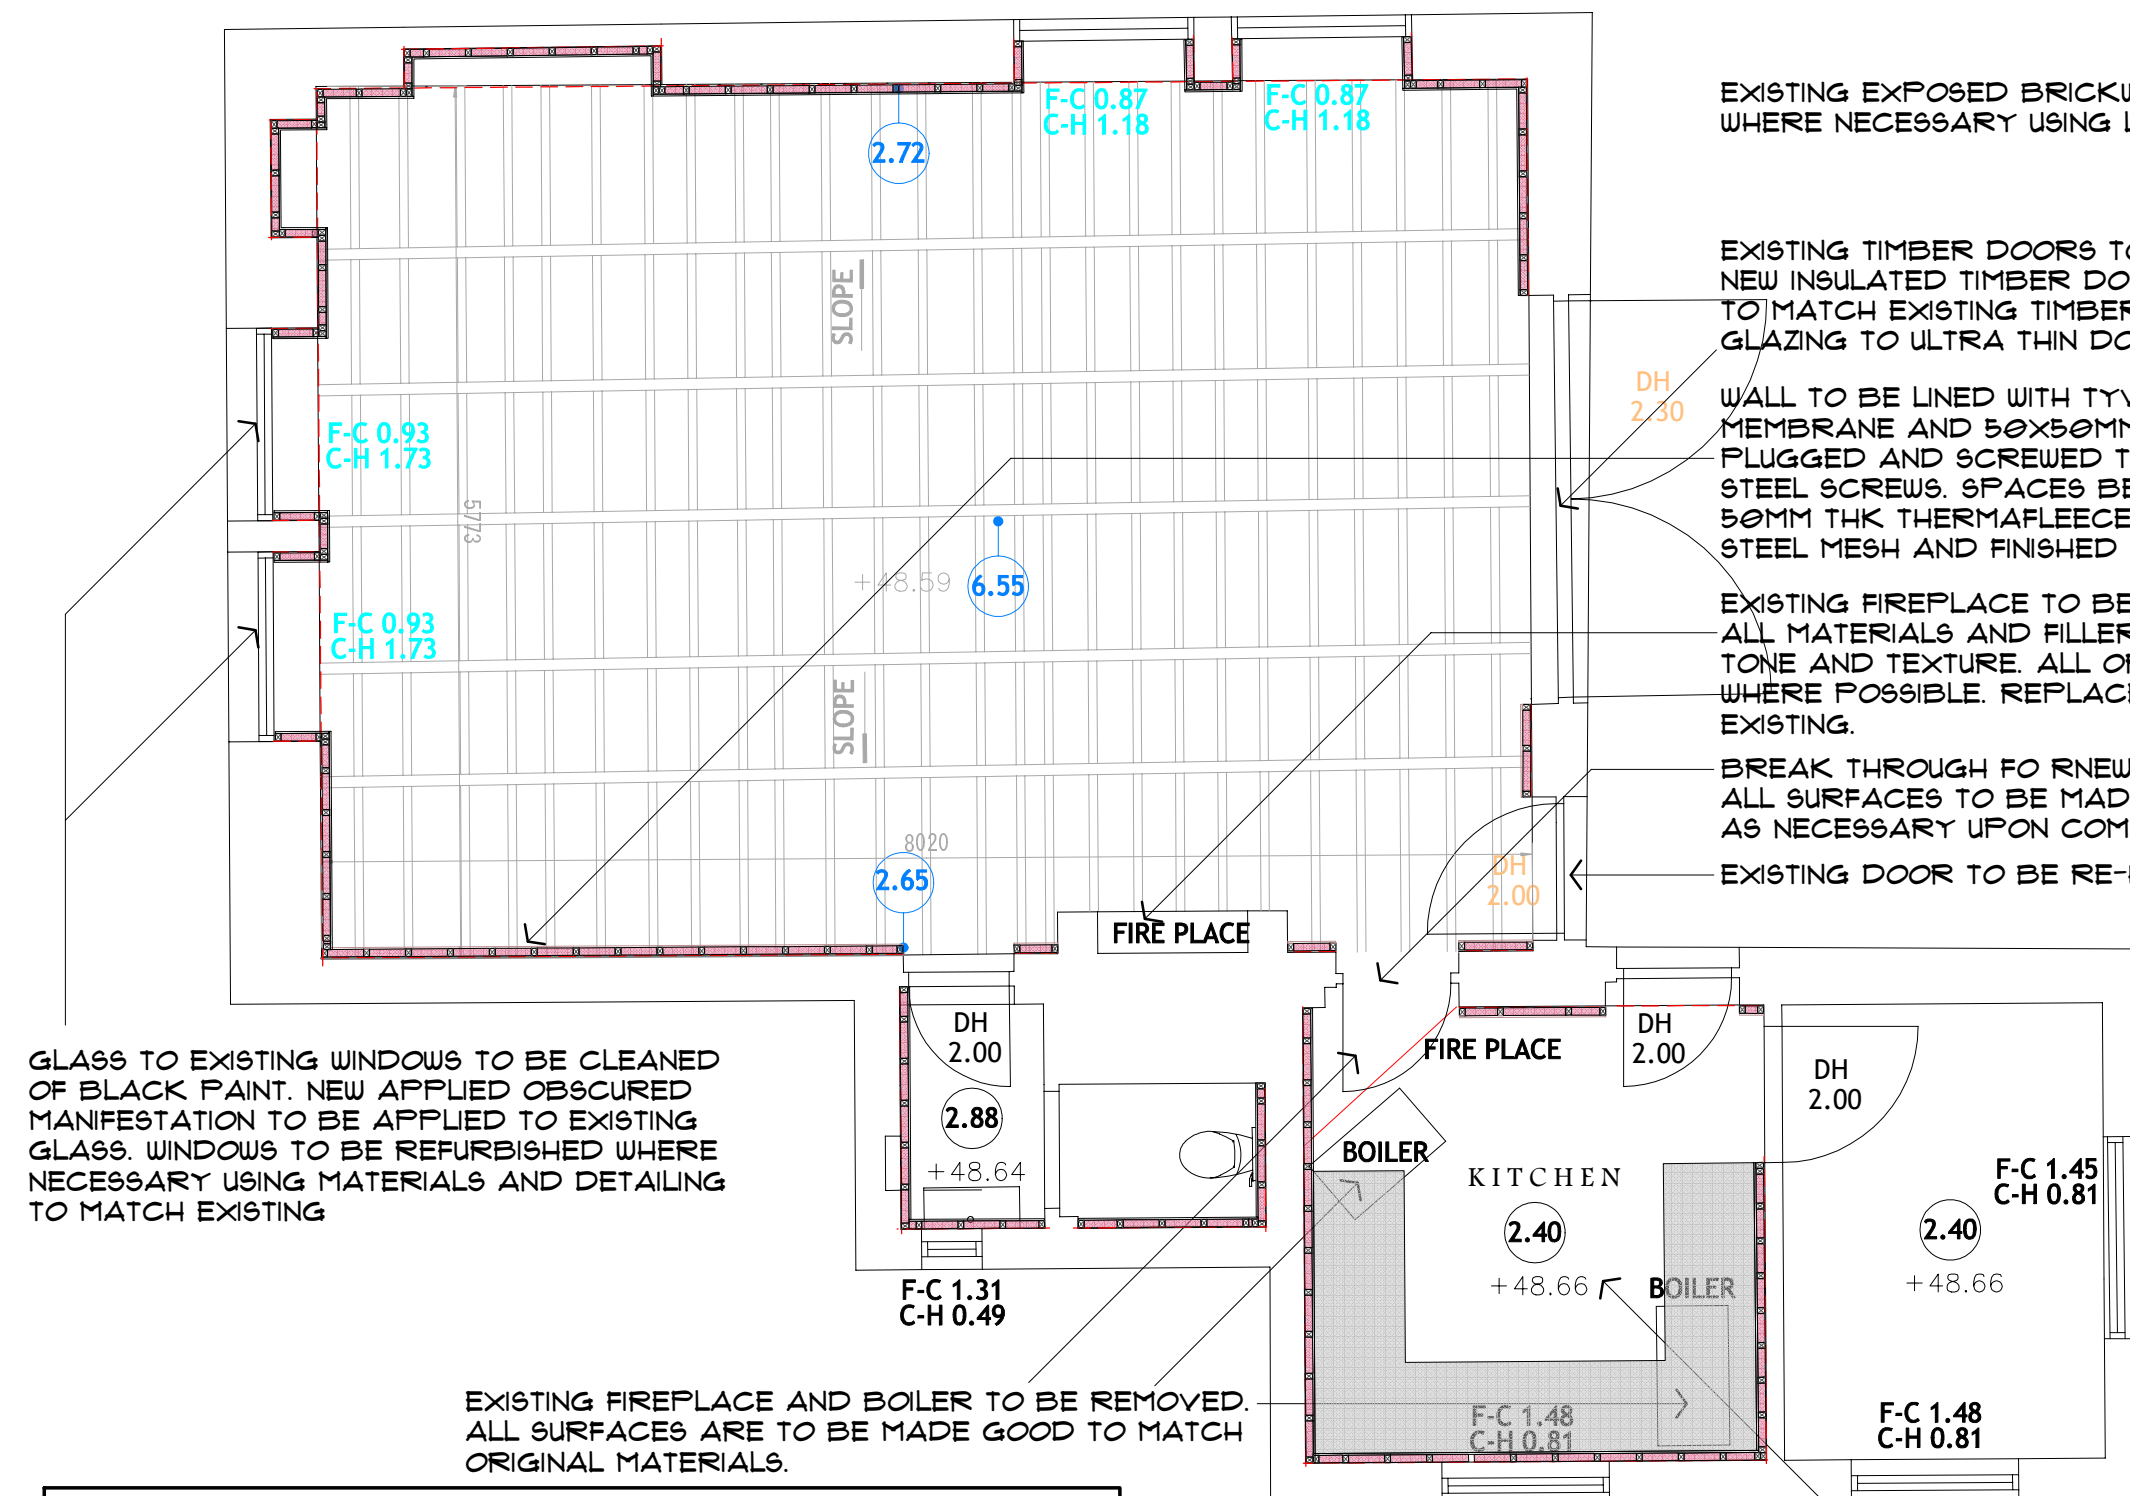 EXISTING EXPOSED BRICKW
WHERE NECESSARY USING L
EXISTING TIMBER DOORS TO
NEW INSULATED TIMBER DO
TO MATCH EXISTING TIMBER
GLAZING TO ULTRA THIN DO
WALL TO BE LINED WITH TYV
MEMBRANE AND 50X50MM
PLUGGED AND SCREWED T
STEEL SCREWS. SPACES BE
50MM THK THERMAFLEECE
STEEL MESH AND FINISHED
EXISTING FIREPLACE TO BE
ALL MATERIALS AND FILLER
TONE AND TEXTURE. ALL OR
WHERE POSSIBLE. REPLACE
EXISTING.
BREAK THROUGH FO RNEW
ALL SURFACES TO BE MAD
AS NECESSARY UPON COM
EXISTING DOOR TO BE RE-
F-C 0.87
C-H 1.18
F-C 0.87
C-H 1.18
2.72
SLOPE
DH
2.30
F-C 0.93
C-H 1.73
5773
+48.59
6.55
F-C 0.93
C-H 1.73
SLOPE
8020
2.65
DH
2.00
FIRE PLACE
DH
2.00
FIRE PLACE
DH
2.00
DH
2.00
2.88
+48.64
BOILER
KITCHEN
2.40
+48.66
BOILER
F-C 1.45
C-H 0.81
2.40
+48.66
F-C 1.31
C-H 0.49
F-C 1.48
C-H 0.81
F-C 1.48
C-H 0.81
GLASS TO EXISTING WINDOWS TO BE CLEANED
OF BLACK PAINT. NEW APPLIED OBSCURED
MANIFESTATION TO BE APPLIED TO EXISTING
GLASS. WINDOWS TO BE REFURBISHED WHERE
NECESSARY USING MATERIALS AND DETAILING
TO MATCH EXISTING
EXISTING FIREPLACE AND BOILER TO BE REMOVED.
ALL SURFACES ARE TO BE MADE GOOD TO MATCH
ORIGINAL MATERIALS.